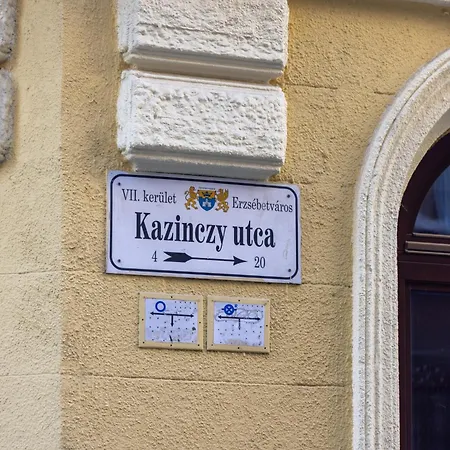 VII. kerület Erzsébetváros
Kazinczy utca
4 20